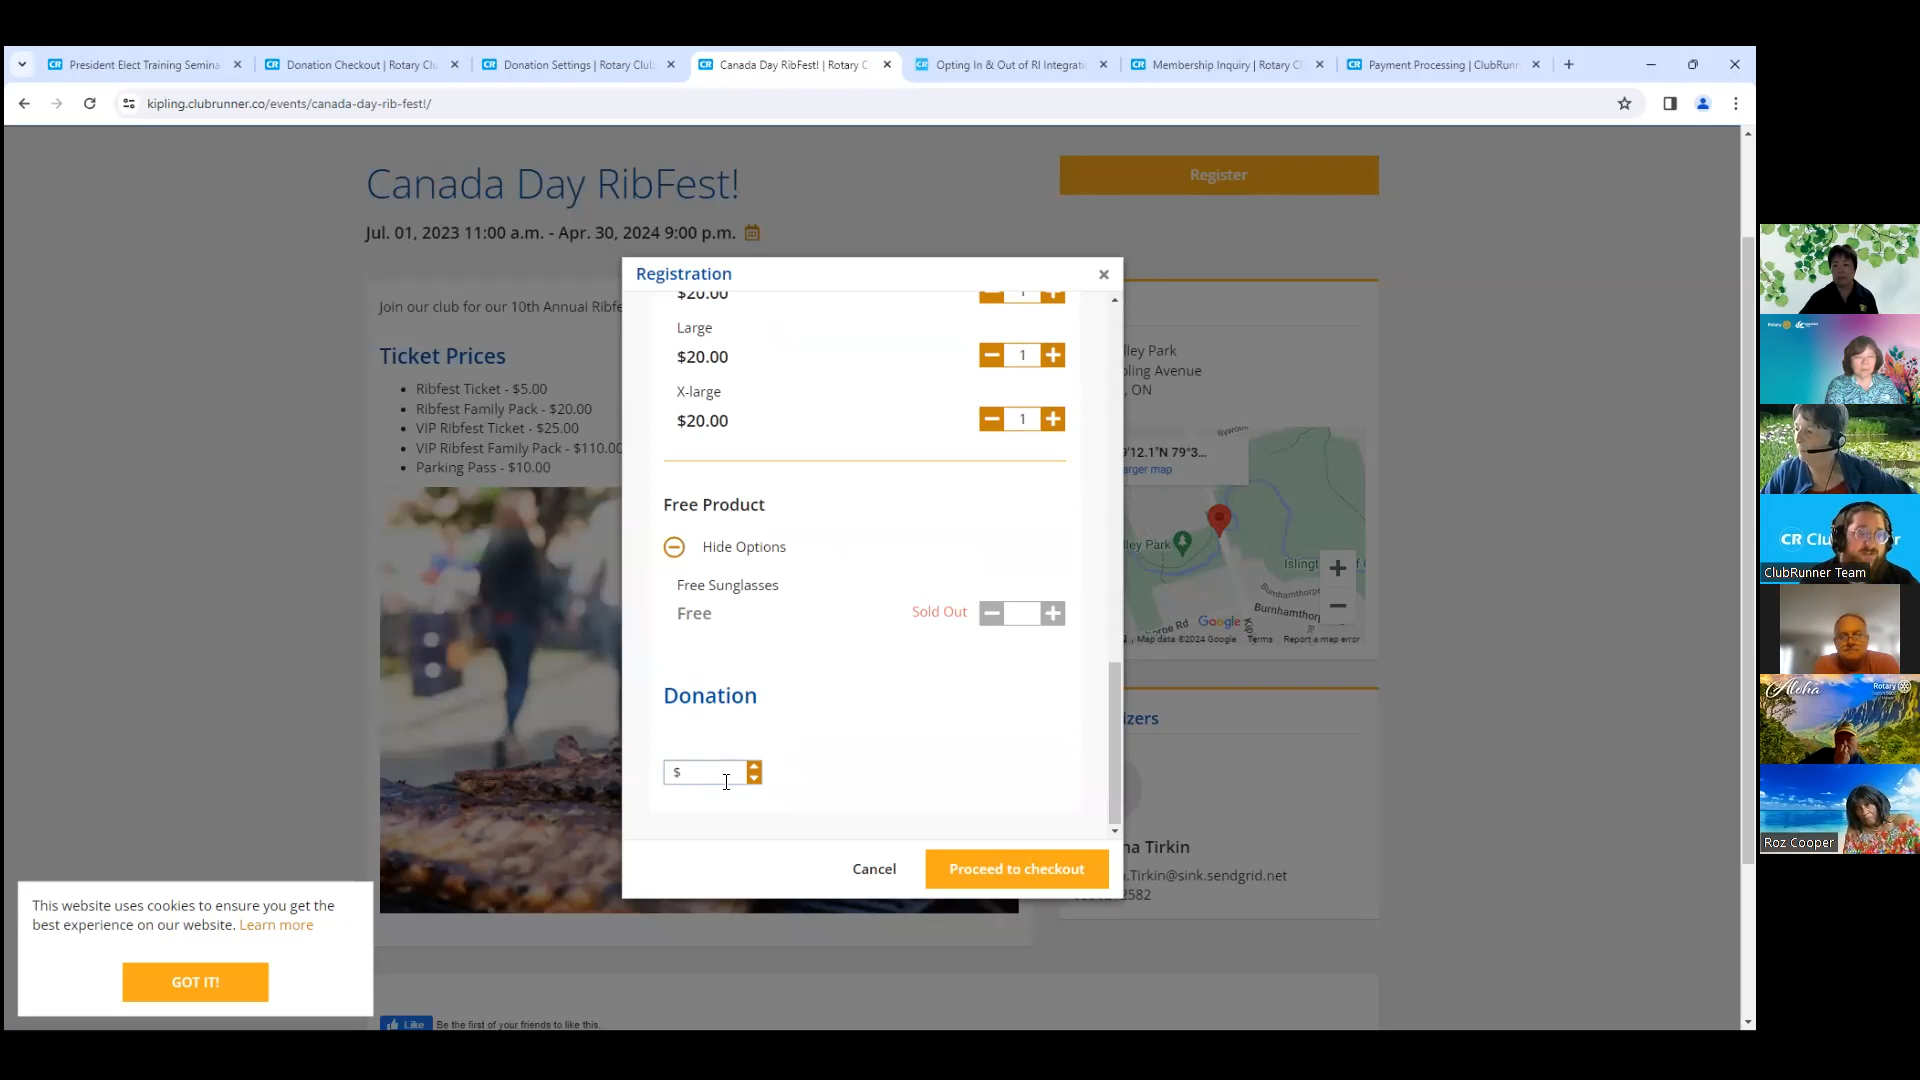 President Elect Training Semina
Donation Checkout | Rotary Clu
Donation Settings | Rotary Club
Canada Day RibFest! | Rotary C
Opting In & Out of RI Integrati
Membership Inquiry | Rotary C
Payment Processing | ClubRunn
kipling.clubrunner.co/events/canada-day-rib-fest!/
Canada Day RibFest!
Jul. 01, 2023 11:00 a.m. - Apr. 30, 2024 9:00 p.m.
Register
Join our club for our 10th Annual Ribfe
Ticket Prices
Ribfest Ticket - $5.00
Ribfest Family Pack - $20.00
VIP Ribfest Ticket - $25.00
VIP Ribfest Family Pack - $110.00
Parking Pass - $10.00
Registration
$20.00
1
Large
$20.00
1
X-large
$20.00
1
Free Product
Hide Options
Free Sunglasses
Free
Sold Out
Donation
$
Cancel
Proceed to checkout
lley Park
pling Avenue
, ON
9'12.1"N 79°3...
arger map
lley Park
Islingt
Burnhamthorpe
Burnhamtho
rpe Rd
Google
Map data ©2024 Google
Terms
Report a map error
izers
na Tirkin
.Tirkin@sink.sendgrid.net
2582
This website uses cookies to ensure you get the
best experience on our website. Learn more
GOT IT!
Like
Be the first of your friends to like this.
Rotary
CR Clu
ClubRunner Team
Aloha
Rotary
Roz Cooper